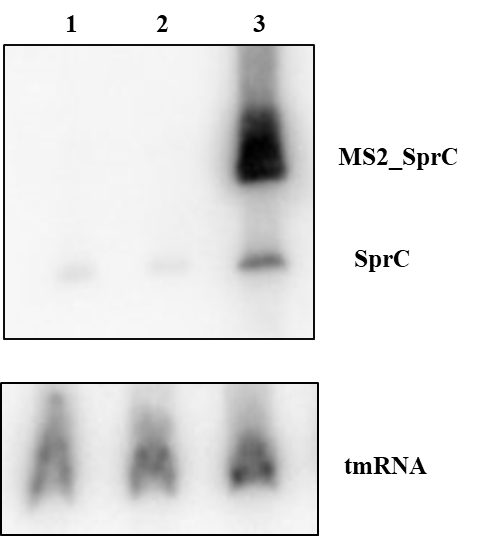 1 2 3
MS2_SprC
SprC
tmRNA